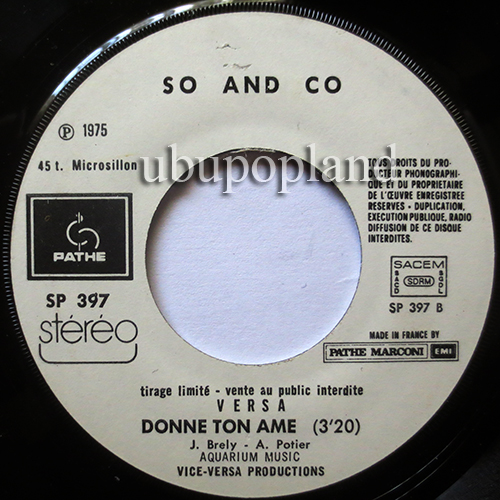 SO AND CO
℗ 1975
45 t. Microsillon
ubupopland
TOUS DROITS DU PRO-
DUCTEUR PHONOGRAPHI-
QUE ET DU PROPRIETAIRE
DE L'ŒUVRE ENREGISTREE
RESERVES • DUPLICATION,
EXECUTION PUBLIQUE, RADIO
DIFFUSION DE CE DISQUE
INTERDITES.
PATHE
SP 397
stéréo
SACEM
SACD SDRM SGDL
SP 397 B
MADE IN FRANCE BY
PATHE MARCONI EMI
tirage limité - vente au public interdite
VERSA
DONNE TON AME (3'20)
J. Brely - A. Potier
AQUARIUM MUSIC
VICE-VERSA PRODUCTIONS